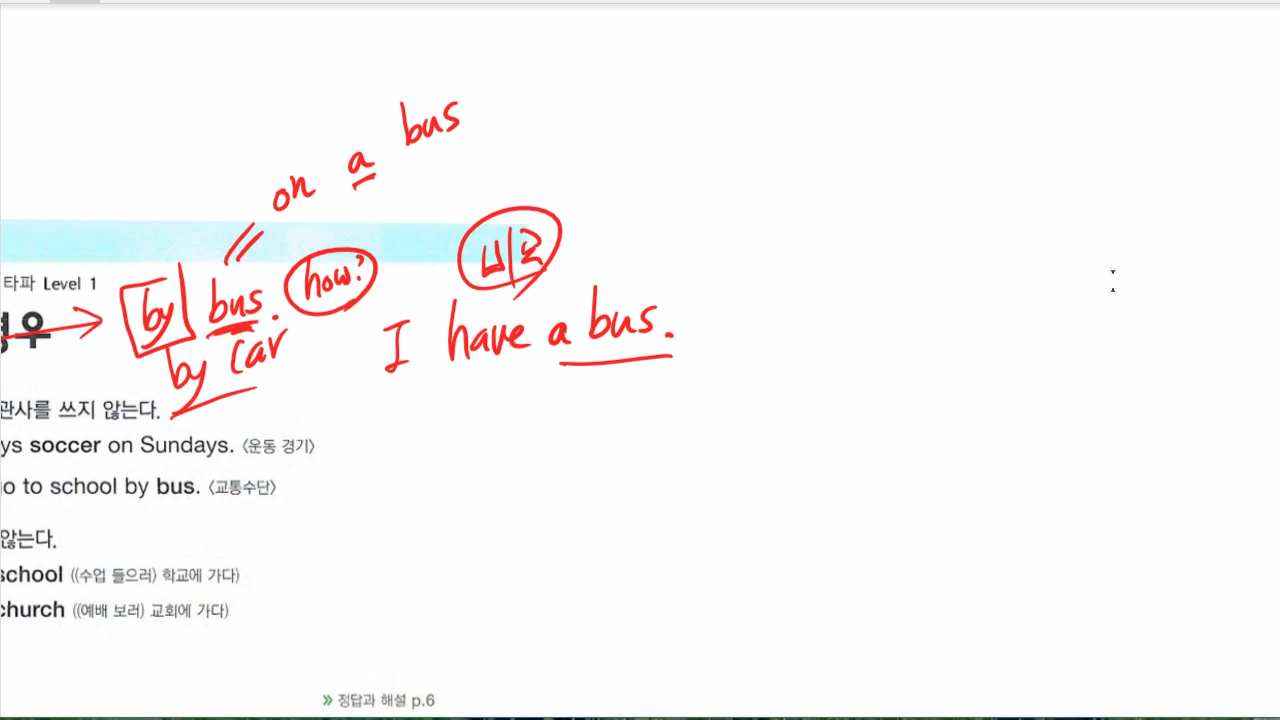 bus
on a
타파 Level 1
by bus. how?
비용
I have a bus.
우
by car
관사를 쓰지 않는다.
ys soccer on Sundays. 〈운동 경기〉
o to school by bus. 〈교통수단〉
않는다.
school ((수업 들으러) 학교에 가다)
church ((예배 보러) 교회에 가다)
» 정답과 해설 p.6